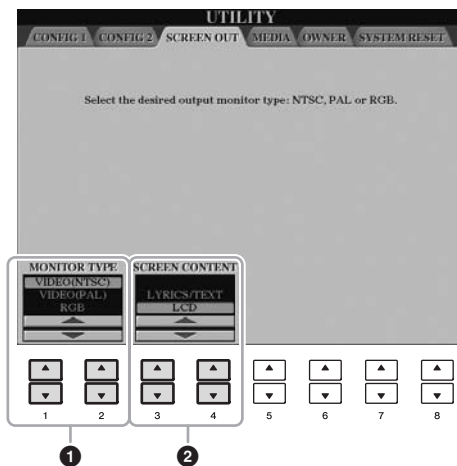 UTILITY
CONFIG 1 CONFIG 2 SCREEN OUT MEDIA OWNER SYSTEM RESET
Select the desired output monitor type: NTSC, PAL or RGB.
MONITOR TYPE SCREEN CONTENT
VIDEO(NTSC)
VIDEO(PAL) LYRICS/TEXT
RGB LCD
1 2 3 4 5 6 7 8
1 2